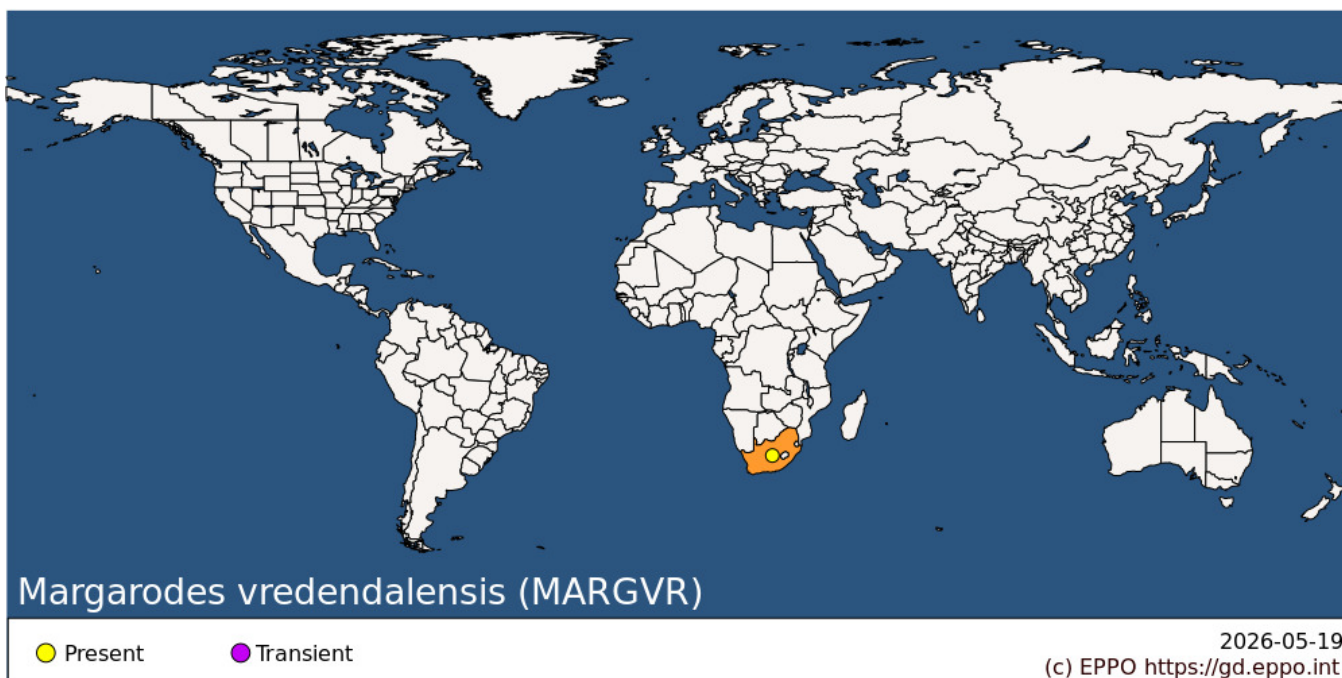 Margarodes vredendalensis (MARGVR)
Present
Transient
2026-05-19
(c) EPPO https://gd.eppo.int